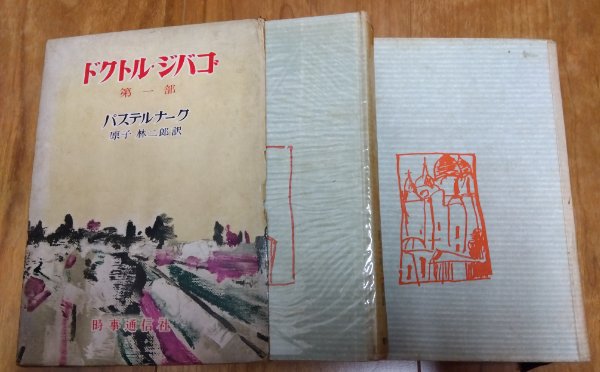 ドクトル・ジバゴ
第一部
パステルナーク
原子 林二郎 訳
時事通信社